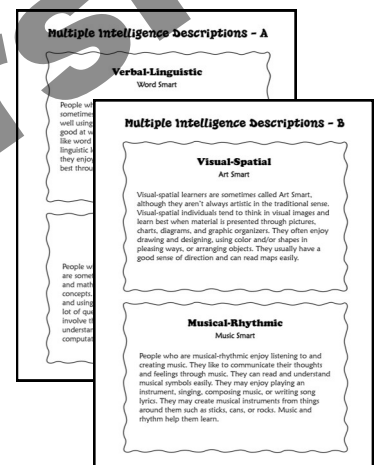 Multiple Intelligence Descriptions – A
Verbal-Linguistic
Word Smart
People wh
sometimes
well using
good at w
like word
linguistic l
they enjoy
best throu
People w
are somet
and math
concepts.
and using
lot of que
involve th
understan
computat
Multiple Intelligence Descriptions – B
Visual-Spatial
Art Smart
Visual-spatial learners are sometimes called Art Smart,
although they aren't always artistic in the traditional sense.
Visual-spatial individuals tend to think in visual images and
learn best when material is presented through pictures,
charts, diagrams, and graphic organizers. They often enjoy
drawing and designing, using color and/or shapes in
pleasing ways, or arranging objects. They usually have a
good sense of direction and can read maps easily.
Musical-Rhythmic
Music Smart
People who are musical-rhythmic enjoy listening to and
creating music. They like to communicate their thoughts
and feelings through music. They can read and understand
musical symbols easily. They may enjoy playing an
instrument, singing, composing music, or writing song
lyrics. They may create musical instruments from things
around them such as sticks, cans, or rocks. Music and
rhythm help them learn.